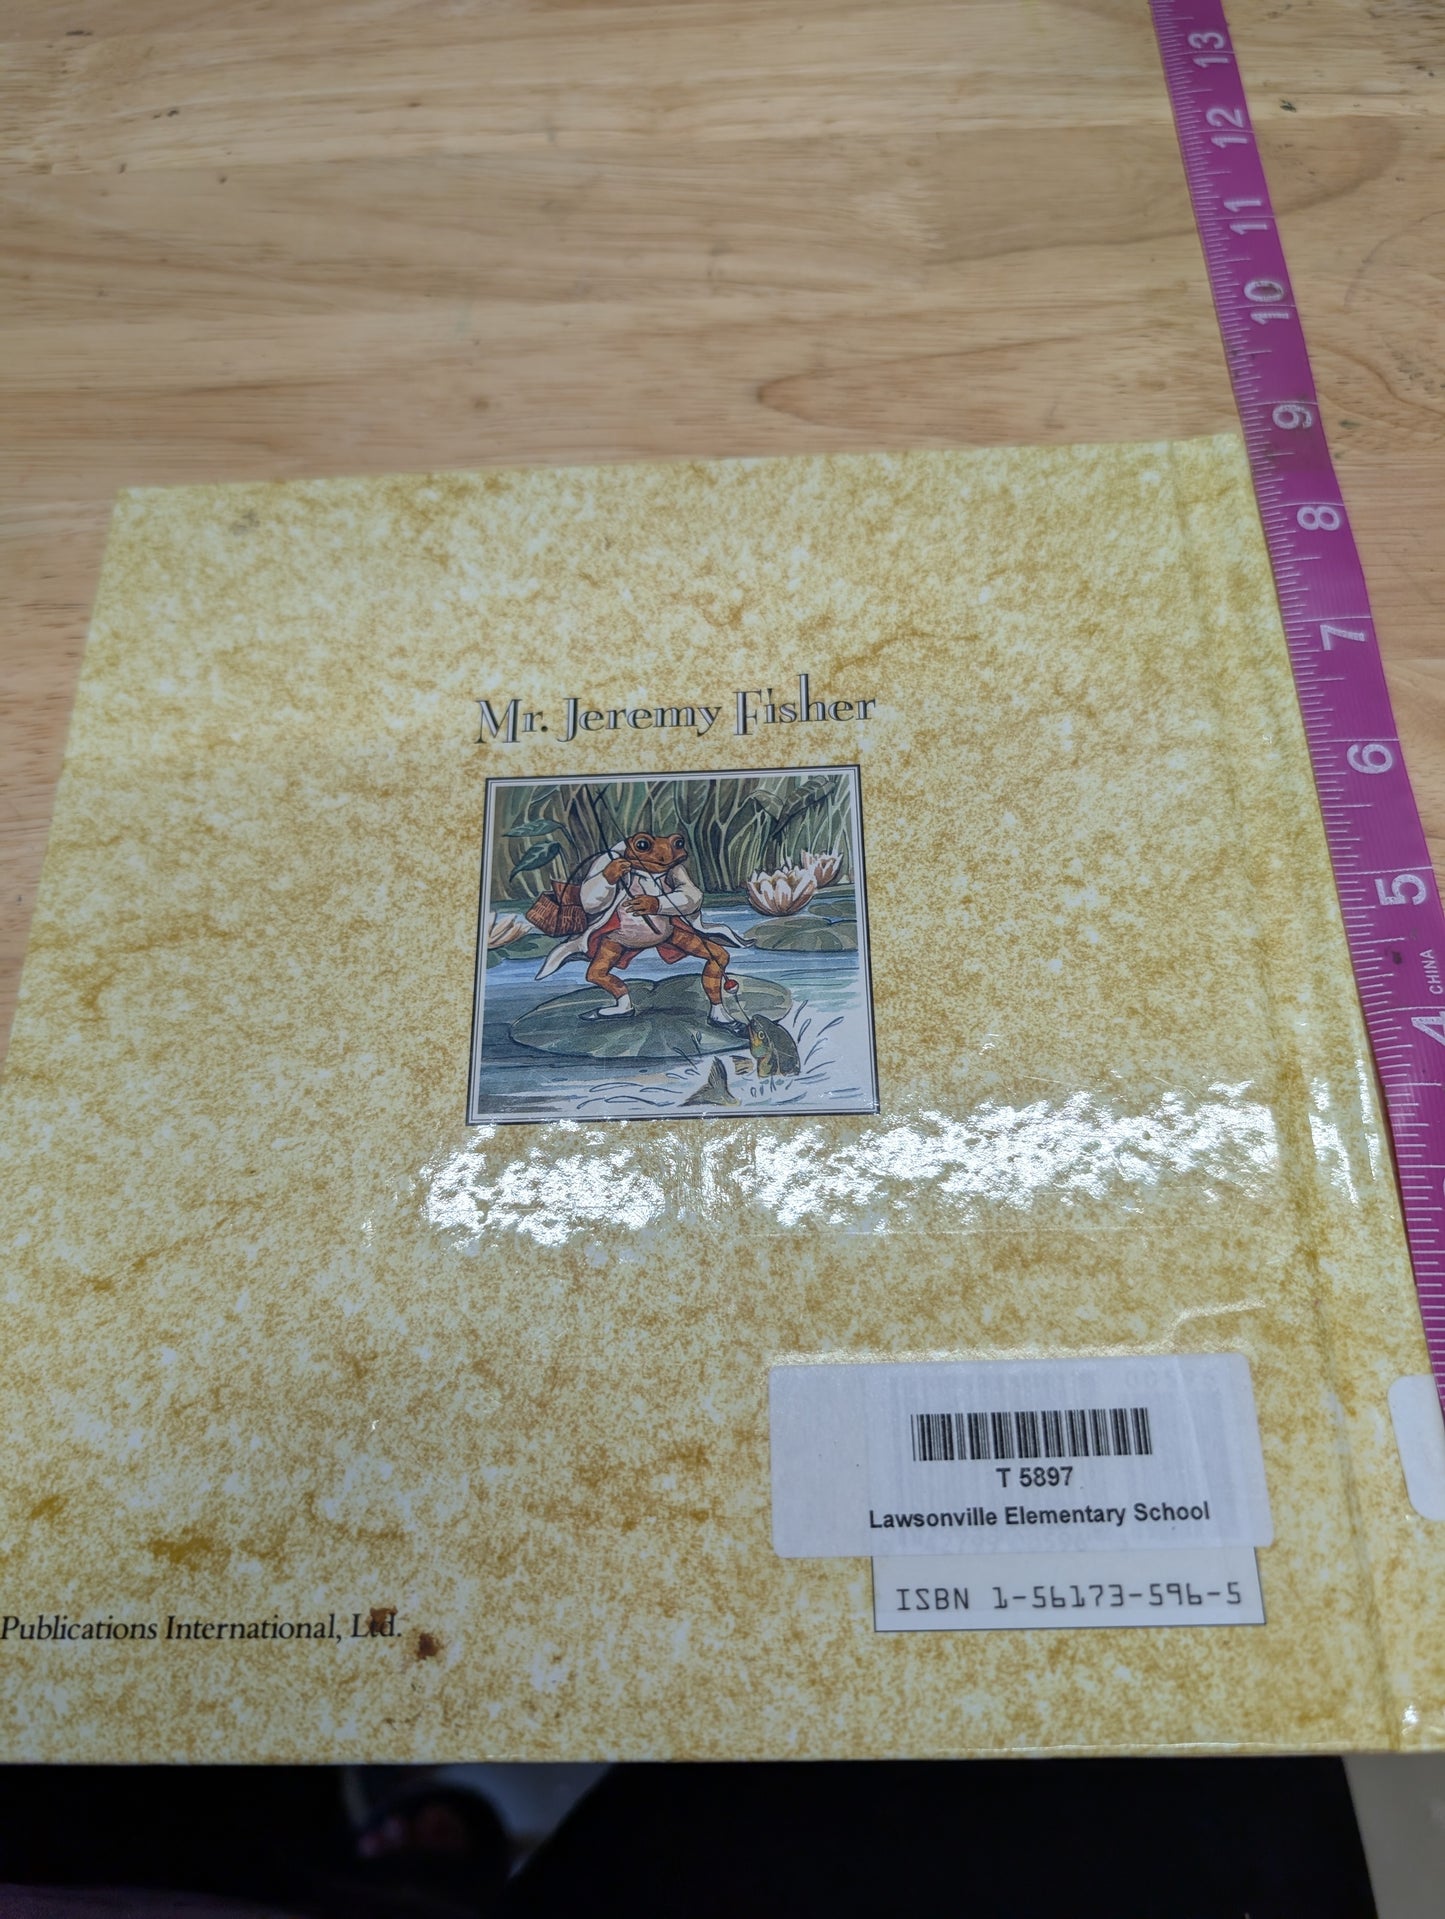 13
12
11
10
9
8
7
6
5
CHINA
4
Mr. Jeremy Fisher
T 5897
Lawsonville Elementary School
ISBN 1-56173-596-5
Publications International, Ltd.